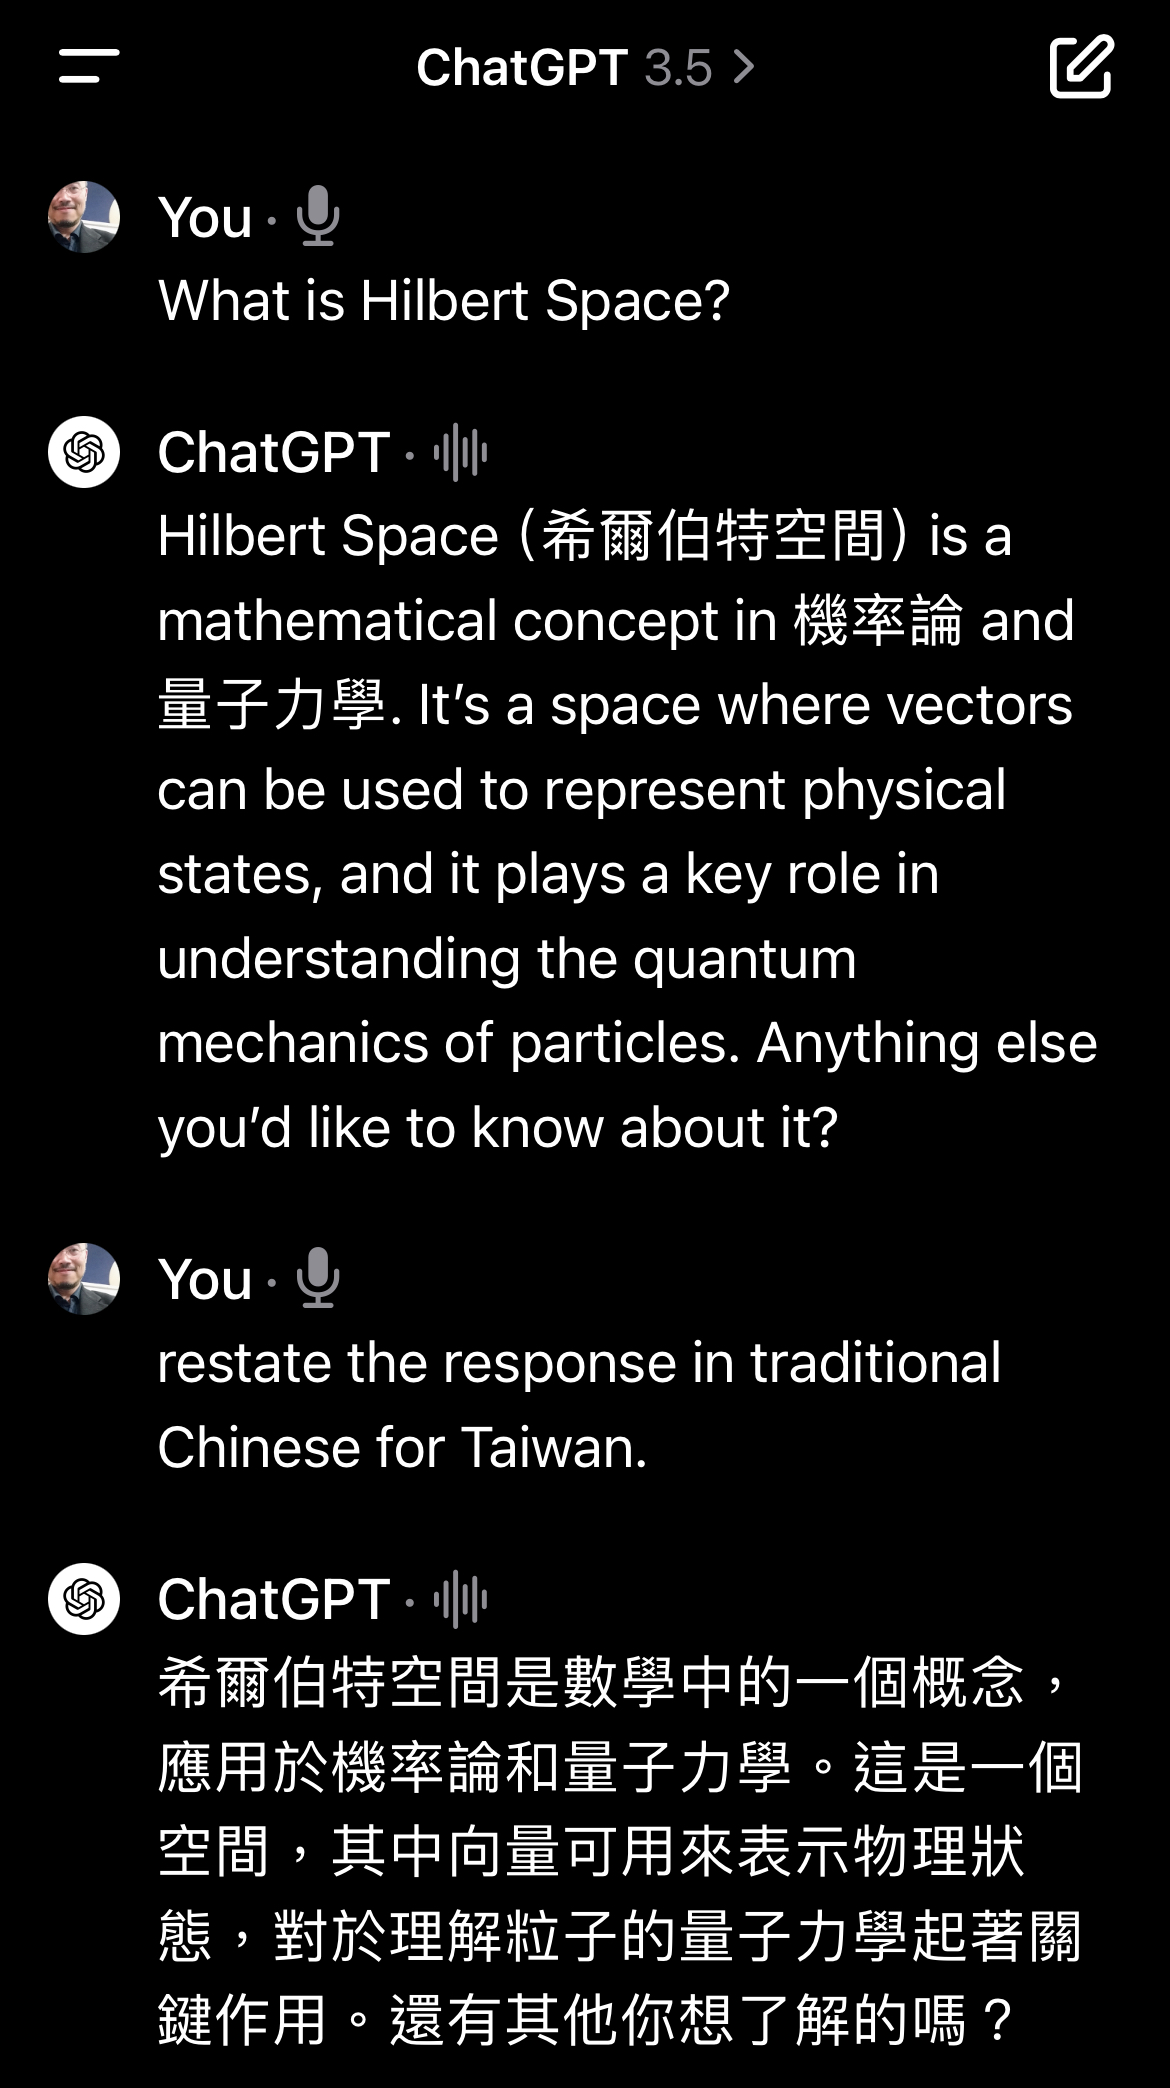 ChatGPT 3.5 >
You ·
What is Hilbert Space?
ChatGPT ·
Hilbert Space (希爾伯特空間) is a
mathematical concept in 機率論 and
量子力學. It’s a space where vectors
can be used to represent physical
states, and it plays a key role in
understanding the quantum
mechanics of particles. Anything else
you’d like to know about it?
You ·
restate the response in traditional
Chinese for Taiwan.
ChatGPT ·
希爾伯特空間是數學中的一個概念，
應用於機率論和量子力學。這是一個
空間，其中向量可用來表示物理狀
態，對於理解粒子的量子力學起著關
鍵作用。還有其他你想了解的嗎？